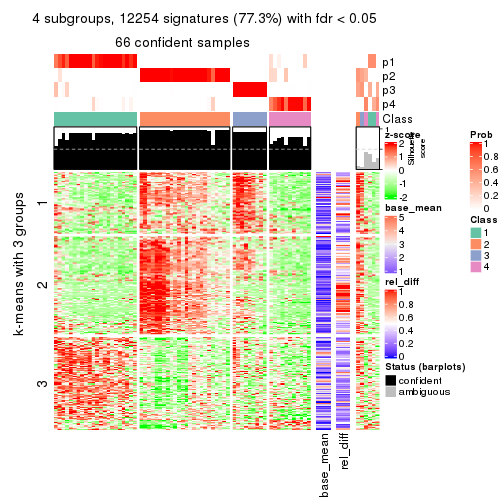 4 subgroups, 12254 signatures (77.3%) with fdr < 0.05
66 confident samples
p1
p2
p3
p4
Class
1
Silhouette
score
z-score
2
1
0
-1
-2
Prob
1
0.8
0.6
0.4
0.2
0
base_mean
5
4
3
2
1
Class
1
2
3
4
rel_diff
1
0.8
0.6
0.4
0.2
0
Status (barplots)
confident
ambiguous
k-means with 3 groups
1
2
3
base_mean
rel_diff